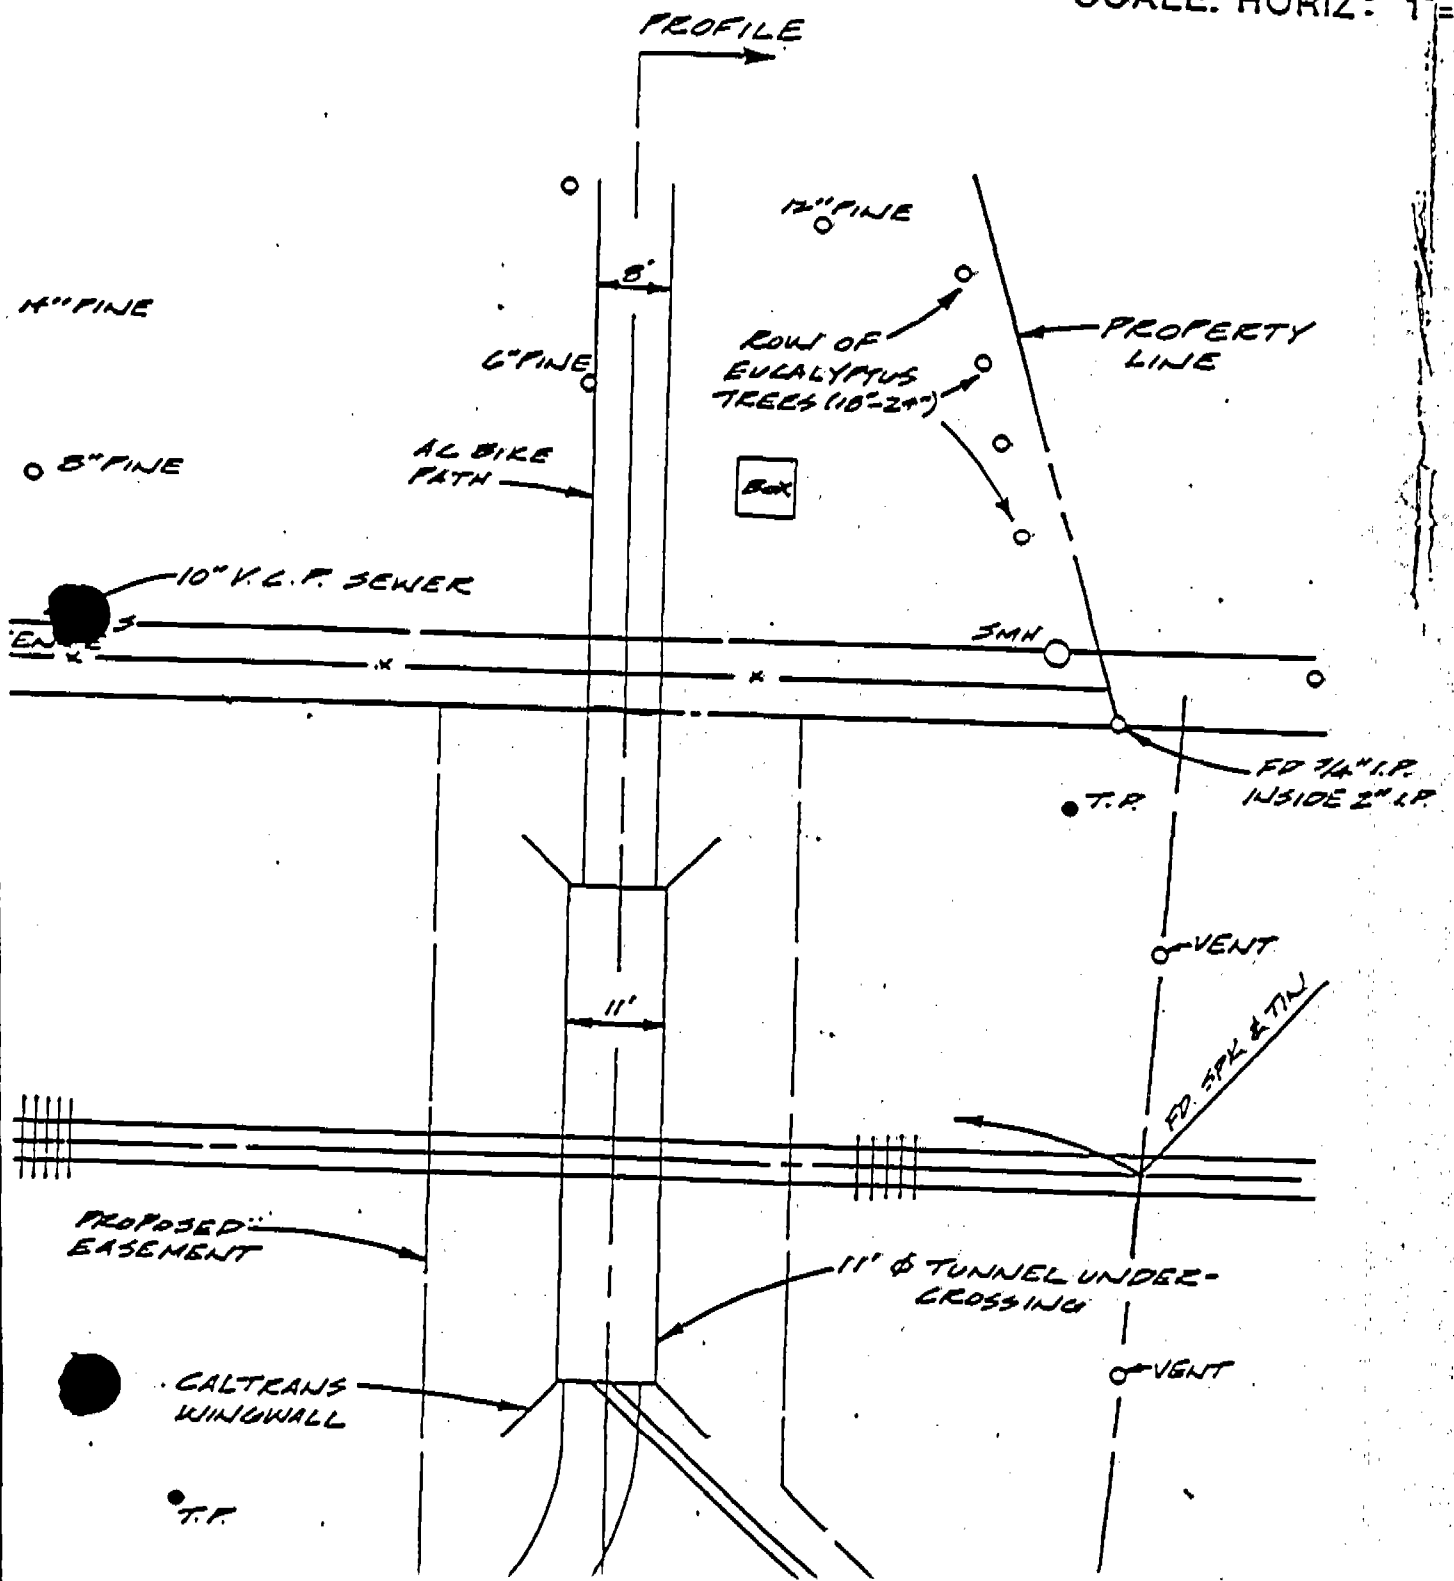 SCALE: HORIZ: 1"=
PROFILE
12" PINE
8'
14" PINE
ROW OF
EUCALYPTUS
TREES (18"-24")
PROPERTY
LINE
6" PINE
AC BIKE
PATH
8" PINE
BOX
10" V.C.P. SEWER
S
SMH
x x x
FD 3/4" I.P.
INSIDE 2" I.P.
T.P.
VENT
11'
FD. SPK & TIN
PROPOSED
EASEMENT
11' ϕ TUNNEL UNDER-
CROSSING
CALTRANS
WINGWALL
VENT
T.P.